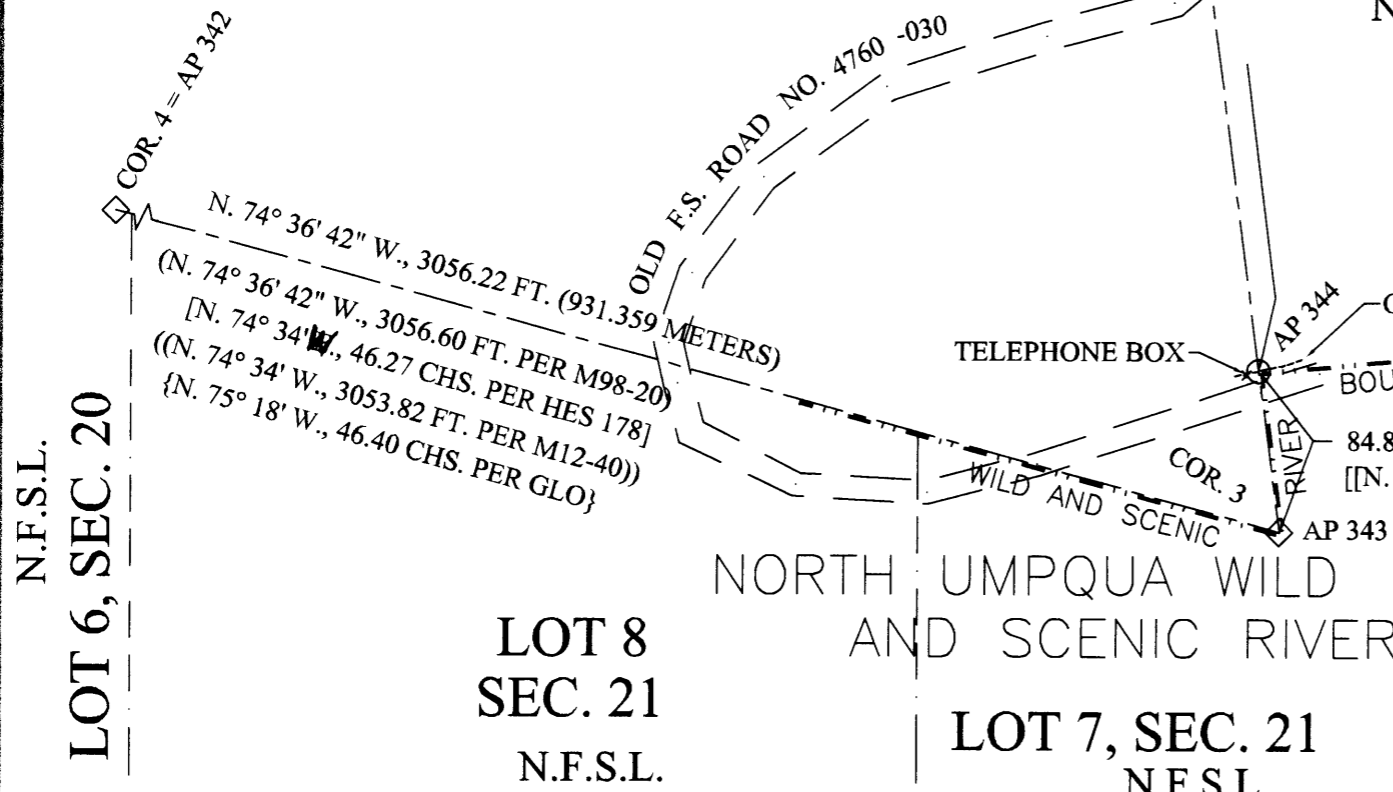 COR. 4 = AP 342
N. 74° 36' 42" W., 3056.22 FT. (931.359 METERS)
(N. 74° 36' 42" W., 3056.60 FT. PER M98-20)
[N. 74° 34' W., 46.27 CHS. PER HES 178]
((N. 74° 34' W., 3053.82 FT. PER M12-40))
{N. 75° 18' W., 46.40 CHS. PER GLO}
OLD F.S. ROAD NO. 4760 -030
N
TELEPHONE BOX
AP 344
C
BOU
84.8
[[N.
RIVER
COR. 3
AP 343
WILD AND SCENIC
NORTH UMPQUA WILD
AND SCENIC RIVER
N.F.S.L.
LOT 6, SEC. 20
LOT 8
SEC. 21
N.F.S.L.
LOT 7, SEC. 21
N.F.S.L.